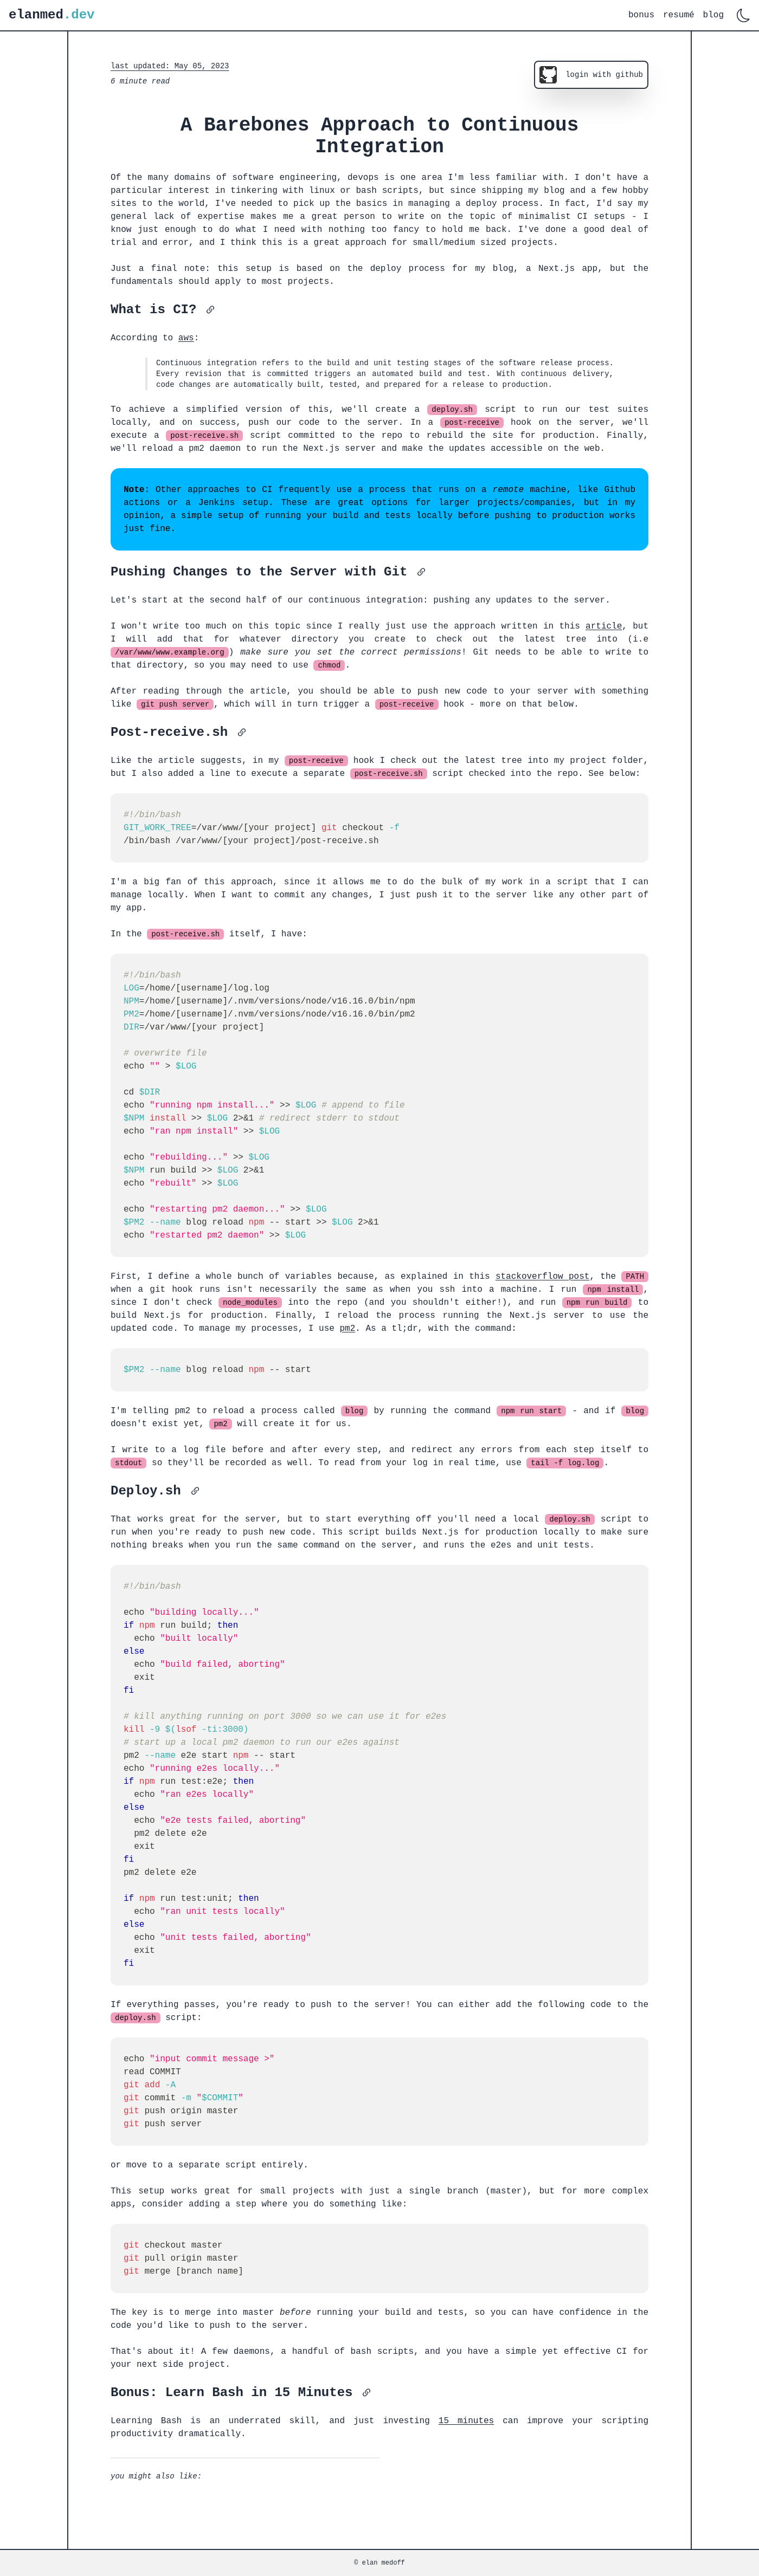 elanmed.dev
bonus resumé blog
last updated: May 05, 2023
6 minute read
login with github
A Barebones Approach to Continuous
Integration
Of the many domains of software engineering, devops is one area I'm less familiar with. I don't have a
particular interest in tinkering with linux or bash scripts, but since shipping my blog and a few hobby
sites to the world, I've needed to pick up the basics in managing a deploy process. In fact, I'd say my
general lack of expertise makes me a great person to write on the topic of minimalist CI setups - I
know just enough to do what I need with nothing too fancy to hold me back. I've done a good deal of
trial and error, and I think this is a great approach for small/medium sized projects.
Just a final note: this setup is based on the deploy process for my blog, a Next.js app, but the
fundamentals should apply to most projects.
What is CI?
According to aws:
Continuous integration refers to the build and unit testing stages of the software release process.
Every revision that is committed triggers an automated build and test. With continuous delivery,
code changes are automatically built, tested, and prepared for a release to production.
To achieve a simplified version of this, we'll create a deploy.sh script to run our test suites
locally, and on success, push our code to the server. In a post-receive hook on the server, we'll
execute a post-receive.sh script committed to the repo to rebuild the site for production. Finally,
we'll reload a pm2 daemon to run the Next.js server and make the updates accessible on the web.
Note: Other approaches to CI frequently use a process that runs on a remote machine, like Github
actions or a Jenkins setup. These are great options for larger projects/companies, but in my
opinion, a simple setup of running your build and tests locally before pushing to production works
just fine.
Pushing Changes to the Server with Git
Let's start at the second half of our continuous integration: pushing any updates to the server.
I won't write too much on this topic since I really just use the approach written in this article, but
I will add that for whatever directory you create to check out the latest tree into (i.e
/var/www/www.example.org) make sure you set the correct permissions! Git needs to be able to write to
that directory, so you may need to use chmod.
After reading through the article, you should be able to push new code to your server with something
like git push server, which will in turn trigger a post-receive hook - more on that below.
Post-receive.sh
Like the article suggests, in my post-receive hook I check out the latest tree into my project folder,
but I also added a line to execute a separate post-receive.sh script checked into the repo. See below:
#!/bin/bash
GIT_WORK_TREE=/var/www/[your project] git checkout -f
/bin/bash /var/www/[your project]/post-receive.sh
I'm a big fan of this approach, since it allows me to do the bulk of my work in a script that I can
manage locally. When I want to commit any changes, I just push it to the server like any other part of
my app.
In the post-receive.sh itself, I have:
#!/bin/bash
LOG=/home/[username]/log.log
NPM=/home/[username]/.nvm/versions/node/v16.16.0/bin/npm
PM2=/home/[username]/.nvm/versions/node/v16.16.0/bin/pm2
DIR=/var/www/[your project]
# overwrite file
echo "" > $LOG
cd $DIR
echo "running npm install..." >> $LOG # append to file
$NPM install >> $LOG 2>&1 # redirect stderr to stdout
echo "ran npm install" >> $LOG
echo "rebuilding..." >> $LOG
$NPM run build >> $LOG 2>&1
echo "rebuilt" >> $LOG
echo "restarting pm2 daemon..." >> $LOG
$PM2 --name blog reload npm -- start >> $LOG 2>&1
echo "restarted pm2 daemon" >> $LOG
First, I define a whole bunch of variables because, as explained in this stackoverflow post, the PATH
when a git hook runs isn't necessarily the same as when you ssh into a machine. I run npm install,
since I don't check node_modules into the repo (and you shouldn't either!), and run npm run build to
build Next.js for production. Finally, I reload the process running the Next.js server to use the
updated code. To manage my processes, I use pm2. As a tl;dr, with the command:
$PM2 --name blog reload npm -- start
I'm telling pm2 to reload a process called blog by running the command npm run start - and if blog
doesn't exist yet, pm2 will create it for us.
I write to a log file before and after every step, and redirect any errors from each step itself to
stdout so they'll be recorded as well. To read from your log in real time, use tail -f log.log.
Deploy.sh
That works great for the server, but to start everything off you'll need a local deploy.sh script to
run when you're ready to push new code. This script builds Next.js for production locally to make sure
nothing breaks when you run the same command on the server, and runs the e2es and unit tests.
#!/bin/bash
echo "building locally..."
if npm run build; then
echo "built locally"
else
echo "build failed, aborting"
exit
fi
# kill anything running on port 3000 so we can use it for e2es
kill -9 $(lsof -ti:3000)
# start up a local pm2 daemon to run our e2es against
pm2 --name e2e start npm -- start
echo "running e2es locally..."
if npm run test:e2e; then
echo "ran e2es locally"
else
echo "e2e tests failed, aborting"
pm2 delete e2e
exit
fi
pm2 delete e2e
if npm run test:unit; then
echo "ran unit tests locally"
else
echo "unit tests failed, aborting"
exit
fi
If everything passes, you're ready to push to the server! You can either add the following code to the
deploy.sh script:
echo "input commit message >"
read COMMIT
git add -A
git commit -m "$COMMIT"
git push origin master
git push server
or move to a separate script entirely.
This setup works great for small projects with just a single branch (master), but for more complex
apps, consider adding a step where you do something like:
git checkout master
git pull origin master
git merge [branch name]
The key is to merge into master before running your build and tests, so you can have confidence in the
code you'd like to push to the server.
That's about it! A few daemons, a handful of bash scripts, and you have a simple yet effective CI for
your next side project.
Bonus: Learn Bash in 15 Minutes
Learning Bash is an underrated skill, and just investing 15 minutes can improve your scripting
productivity dramatically.
you might also like:
© elan medoff